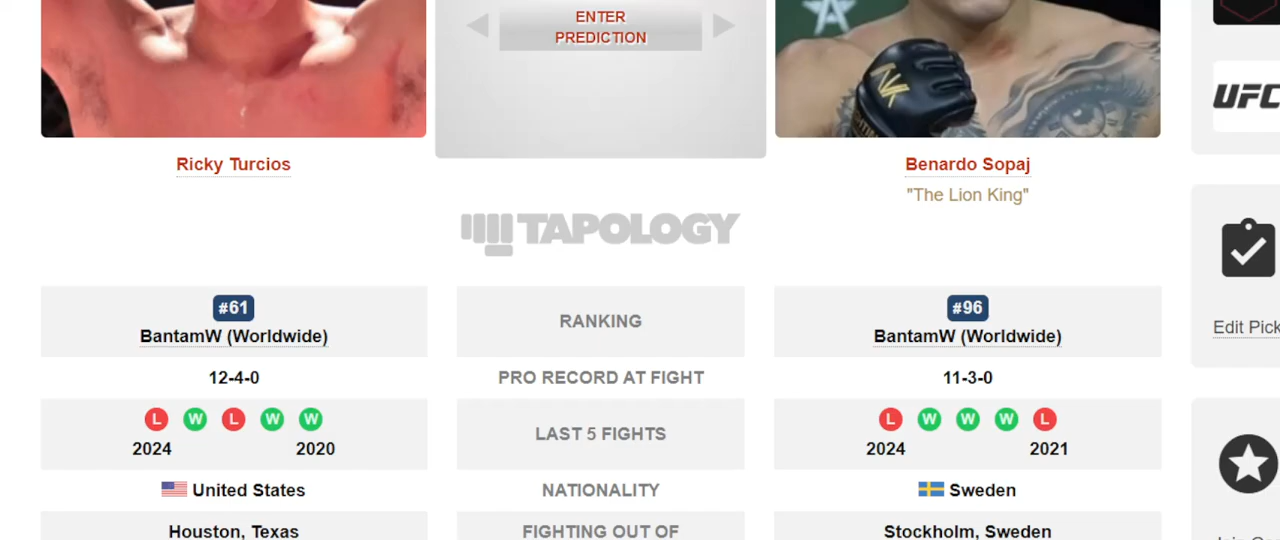 ENTER
PREDICTION
NK
UFC
Ricky Turcios
Benardo Sopaj
"The Lion King"
TAPOLOGY
#61
RANKING
#96
BantamW (Worldwide)
BantamW (Worldwide)
12-4-0
PRO RECORD AT FIGHT
11-3-0
L W L W W
LAST 5 FIGHTS
L W W W L
2024
2020
2024
2021
United States
NATIONALITY
Sweden
Houston, Texas
FIGHTING OUT OF
Stockholm, Sweden
Edit Pick